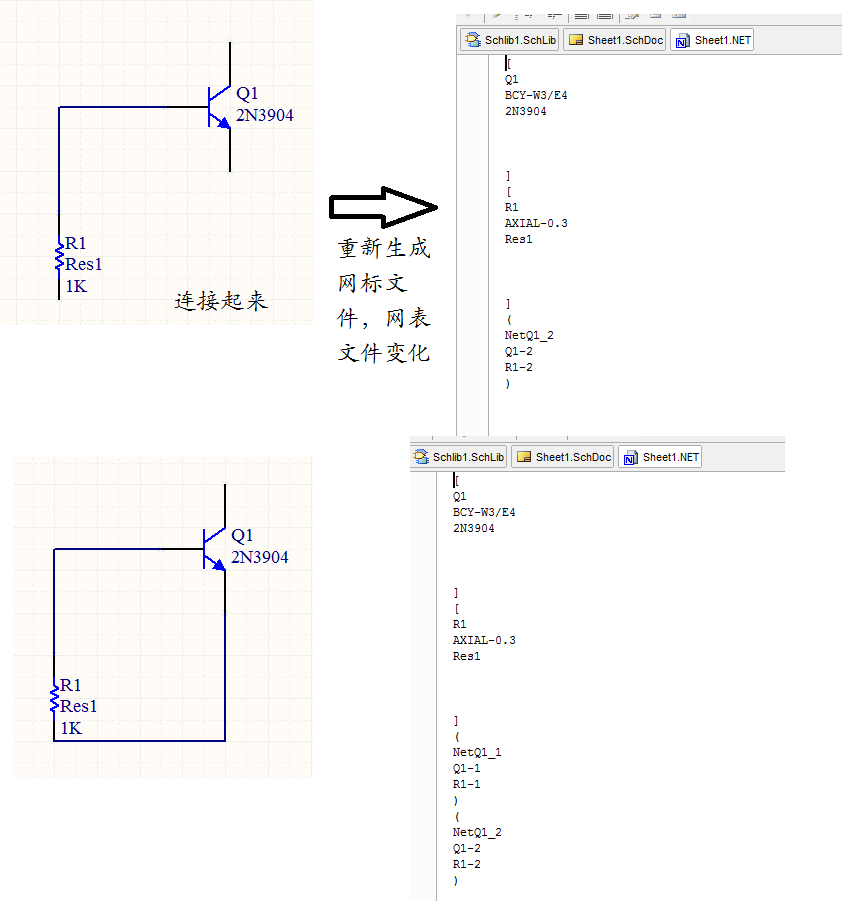 Q1
2N3904
R1
Res1
1K
连接起来
重新生成
网标文
件，网表
文件变化
Schlib1.SchLib
Sheet1.SchDoc
Sheet1.NET
[
Q1
BCY-W3/E4
2N3904
]
[
R1
AXIAL-0.3
Res1
]
(
NetQ1_2
Q1-2
R1-2
)
Q1
2N3904
R1
Res1
1K
Schlib1.SchLib
Sheet1.SchDoc
Sheet1.NET
[
Q1
BCY-W3/E4
2N3904
]
[
R1
AXIAL-0.3
Res1
]
(
NetQ1_1
Q1-1
R1-1
)
(
NetQ1_2
Q1-2
R1-2
)